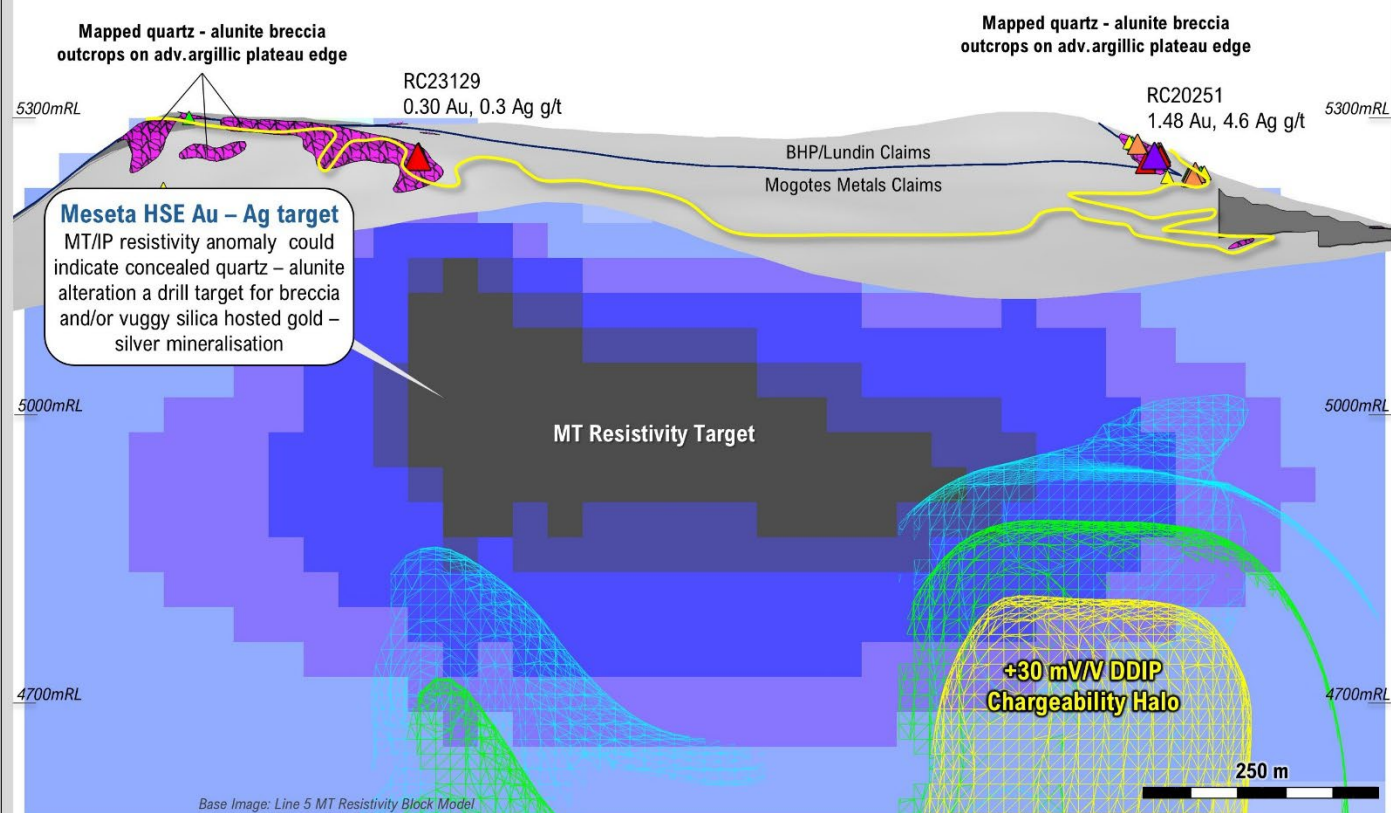 Mapped quartz - alunite breccia
outcrops on adv.argillic plateau edge
Mapped quartz - alunite breccia
outcrops on adv.argillic plateau edge
RC23129
0.30 Au, 0.3 Ag g/t
RC20251
1.48 Au, 4.6 Ag g/t
5300mRL
5300mRL
BHP/Lundin Claims
Mogotes Metals Claims
Meseta HSE Au – Ag target
MT/IP resistivity anomaly could
indicate concealed quartz – alunite
alteration a drill target for breccia
and/or vuggy silica hosted gold –
silver mineralisation
5000mRL
5000mRL
MT Resistivity Target
+30 mV/V DDIP
Chargeability Halo
4700mRL
4700mRL
250 m
Base Image: Line 5 MT Resistivity Block Model